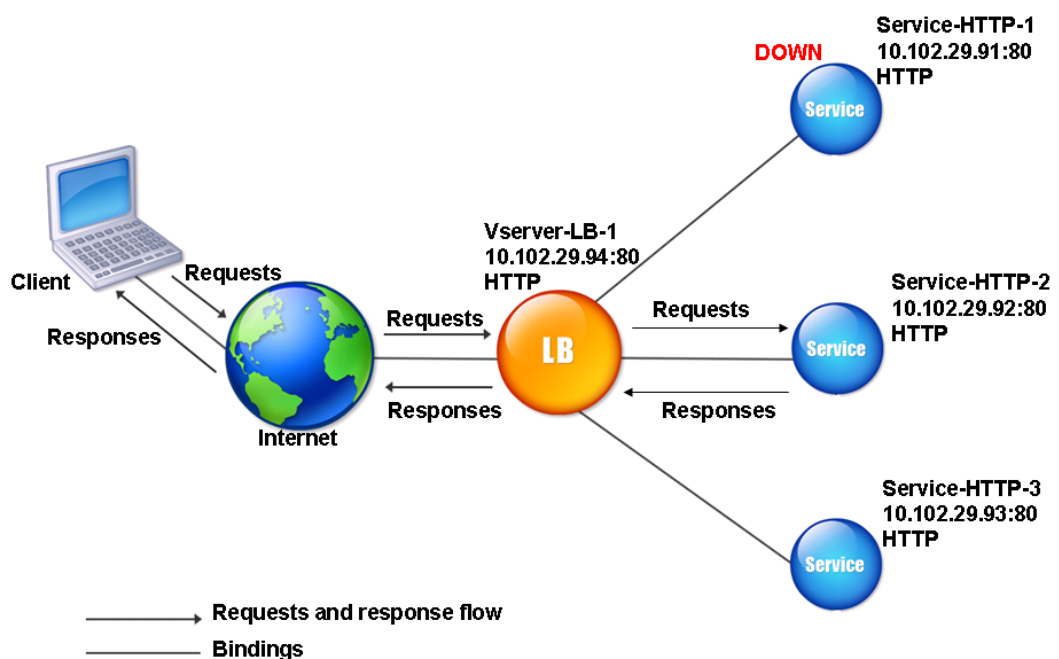 Service-HTTP-1
10.102.29.91:80
HTTP
DOWN
Service
Vserver-LB-1
10.102.29.94:80
HTTP
Client
Requests
Responses
Internet
Requests
Responses
LB
Requests
Responses
Service-HTTP-2
10.102.29.92:80
HTTP
Service
Service-HTTP-3
10.102.29.93:80
HTTP
Service
Requests and response flow
Bindings